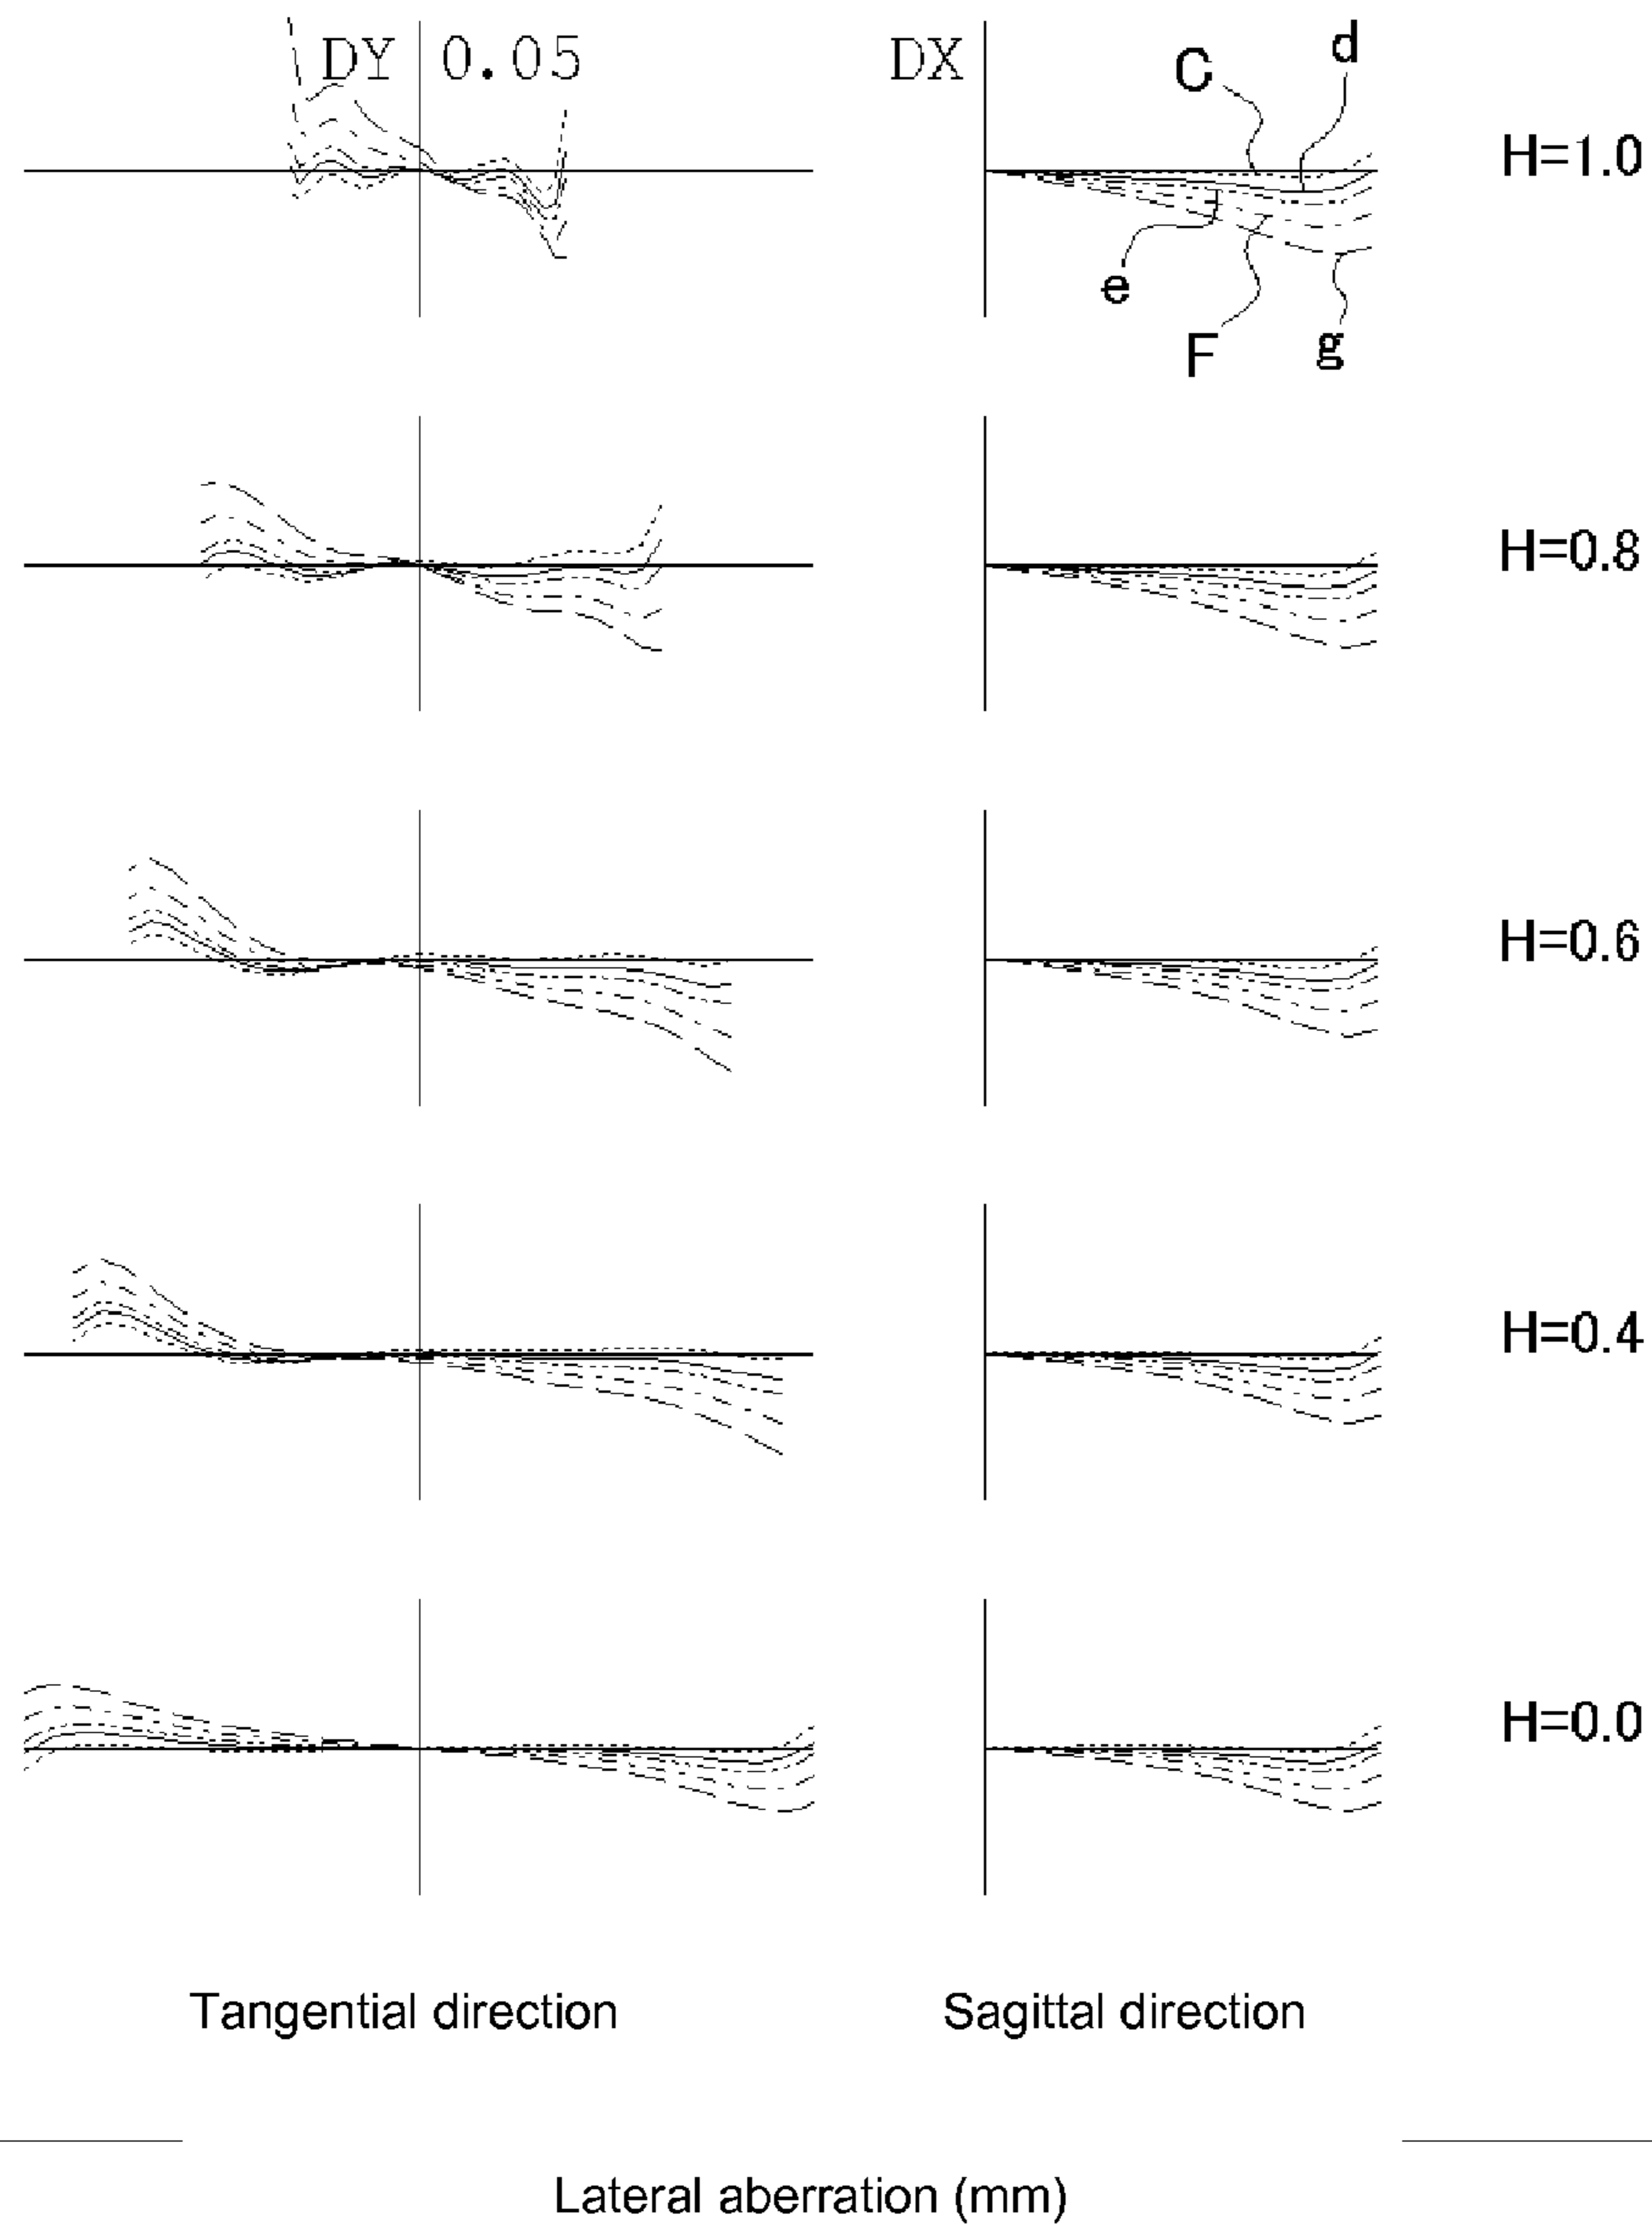 DY 0.05 DX C d H=1.0
e F g
H=0.8
H=0.6
H=0.4
H=0.0
Tangential direction Sagittal direction
Lateral aberration (mm)